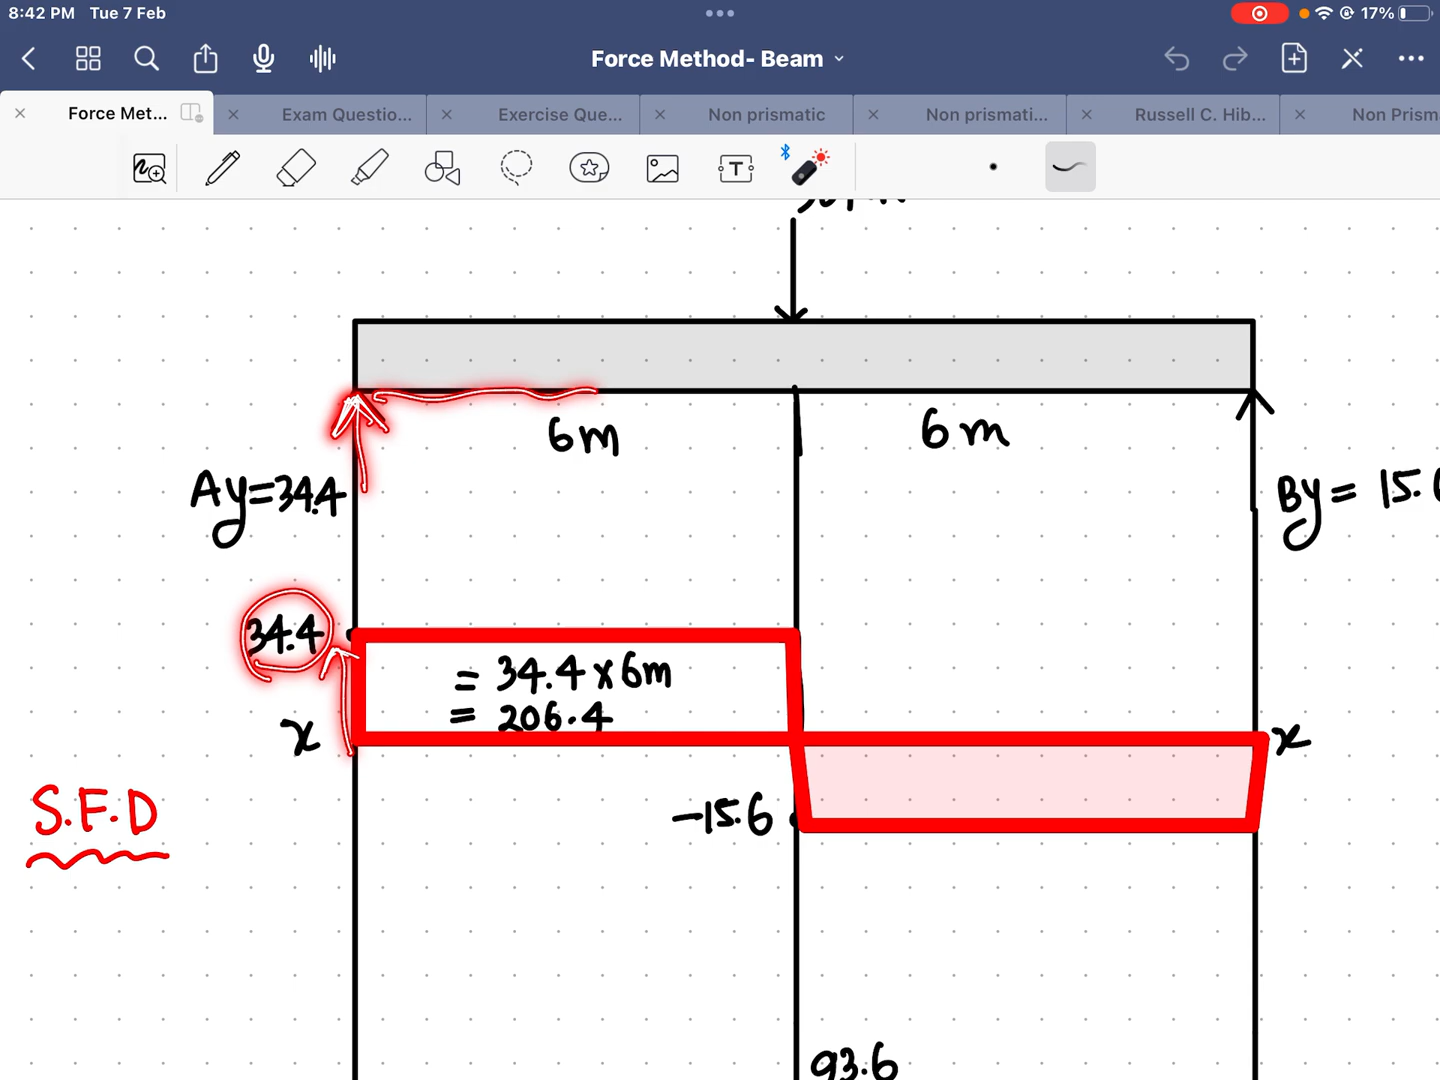 8:42 PM Tue 7 Feb
17%
Force Method- Beam
Force Met...
Exam Questio...
Exercise Que...
Non prismatic
Non prismati...
Russell C. Hib...
Non Prism
T
6m
6m
Ay=34.4
By= 15.6
34.4
= 34.4x6m
= 206.4
x
x
S.F.D
-15.6
93.6